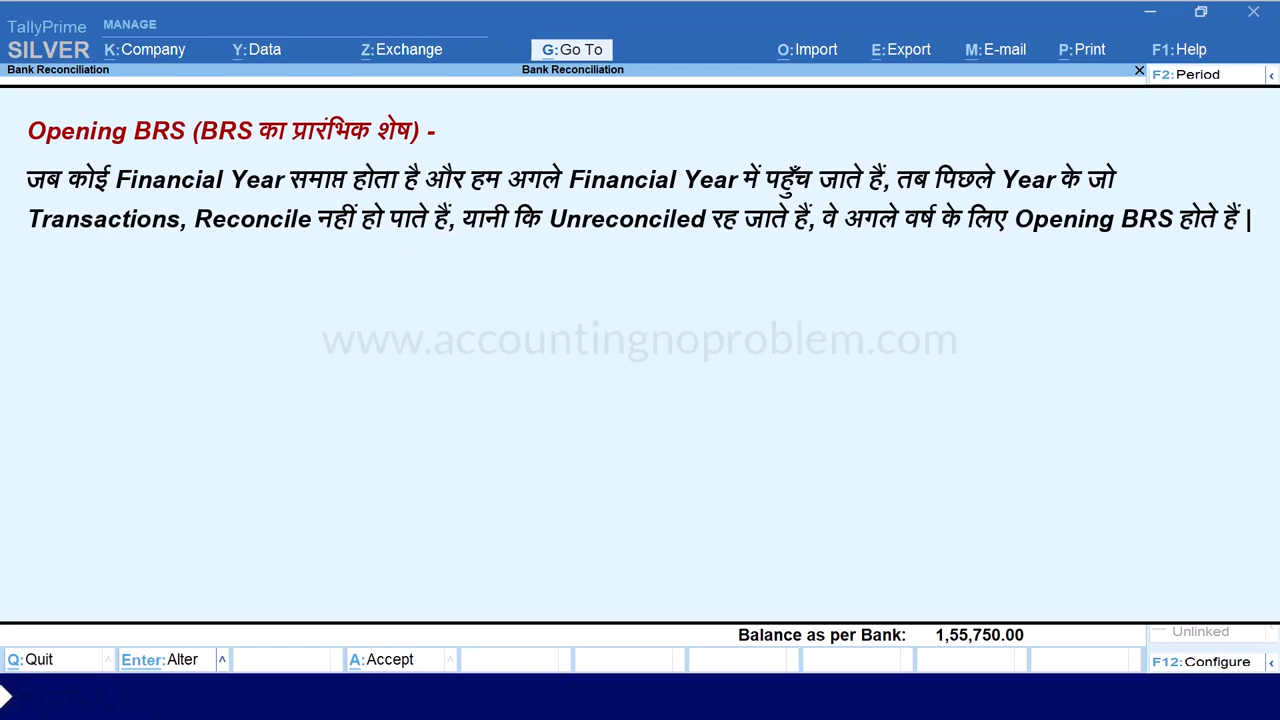 TallyPrime MANAGE
SILVER K:Company Y:Data Z:Exchange G:Go To O:Import E:Export M:E-mail P:Print F1:Help
Bank Reconciliation Bank Reconciliation F2:Period
Opening BRS (BRS का प्रारंभिक शेष) -
जब कोई Financial Year समाप्त होता है और हम अगले Financial Year में पहुँच जाते हैं, तब पिछले Year के जो
Transactions, Reconcile नहीं हो पाते हैं, यानी कि Unreconciled रह जाते हैं, वे अगले वर्ष के लिए Opening BRS होते हैं |
www.accountingnoproblem.com
Balance as per Bank: 1,55,750.00 Unlinked
Q:Quit Enter:Alter A:Accept F12:Configure